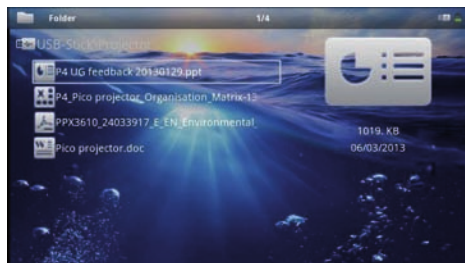 Folder 1/4
USB-Stick\Projector
P4 UG feedback 20130129.ppt
P4_Pico projector_Organisation_Matrix-13
PPX3610_24033917_E_EN_Environmental_
Pico projector.doc
1019. KB
06/03/2013